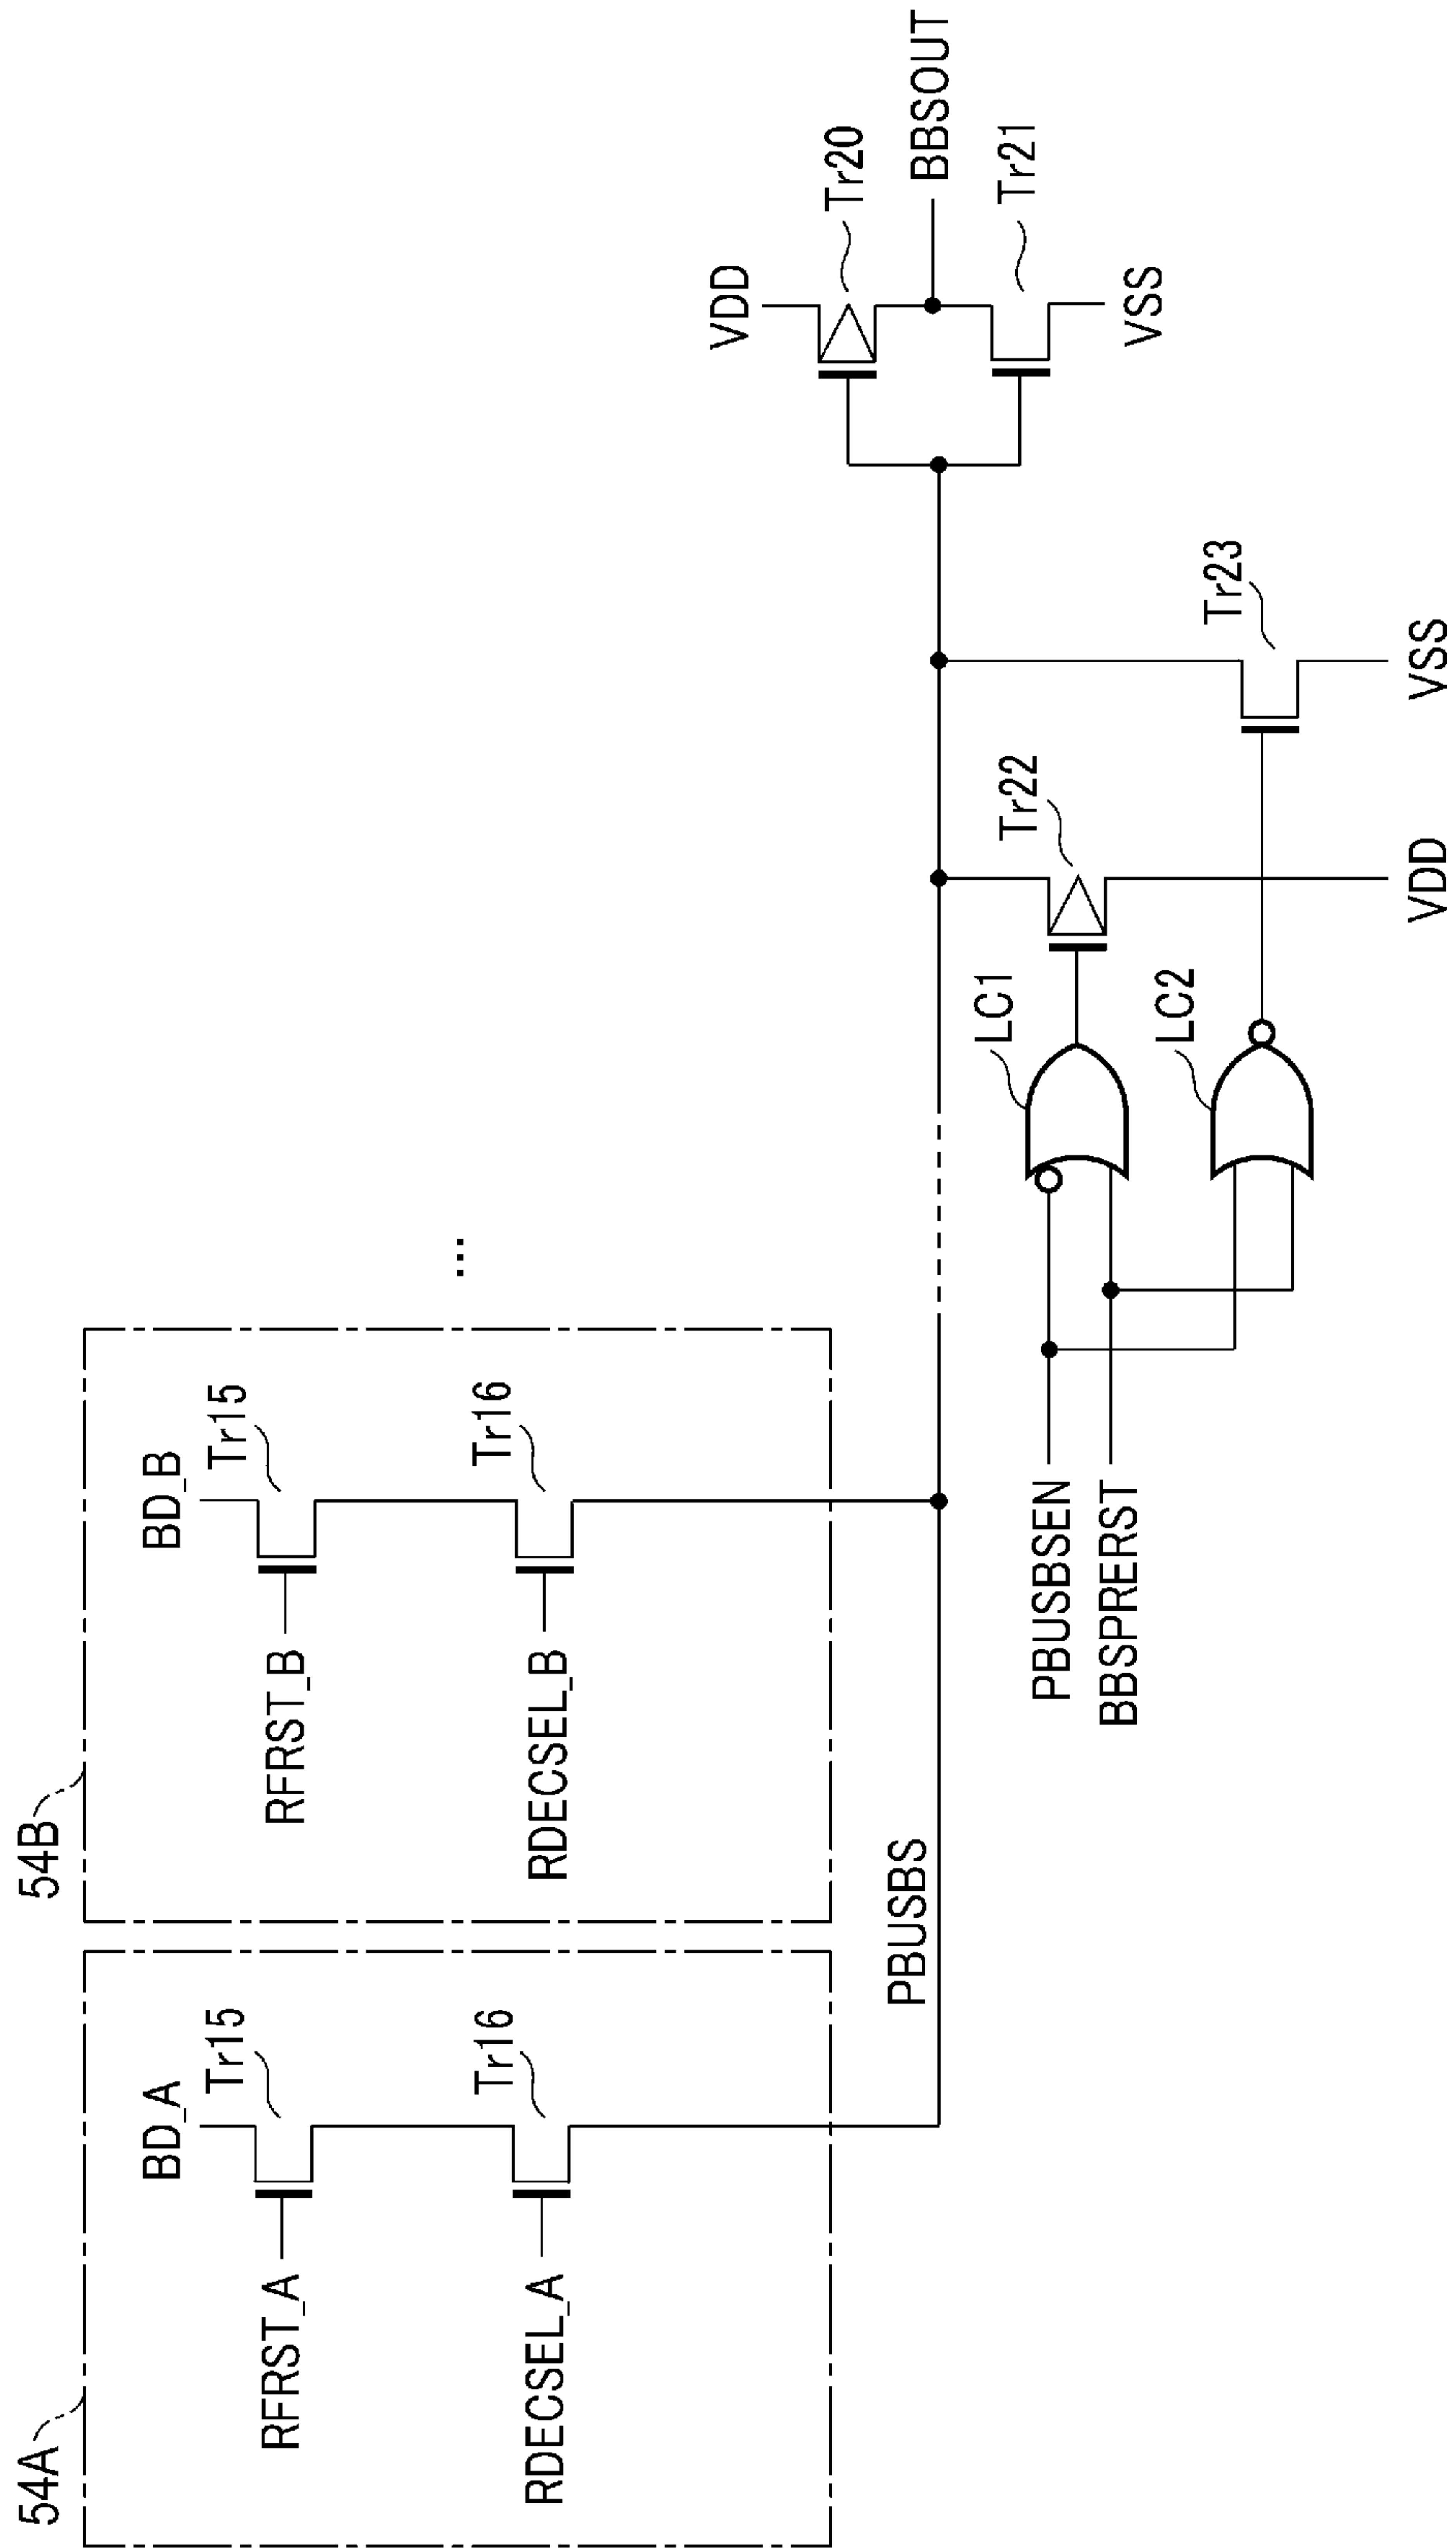 54A
BD_A
Tr15
RFRST_A
Tr16
RDECSEL_A
54B
BD_B
Tr15
RFRST_B
Tr16
RDECSEL_B
...
PBUSBS
PBUSBSEN
BBSPRERST
LC1
LC2
Tr22
VDD
Tr23
VSS
VDD
Tr20
BBSOUT
Tr21
VSS